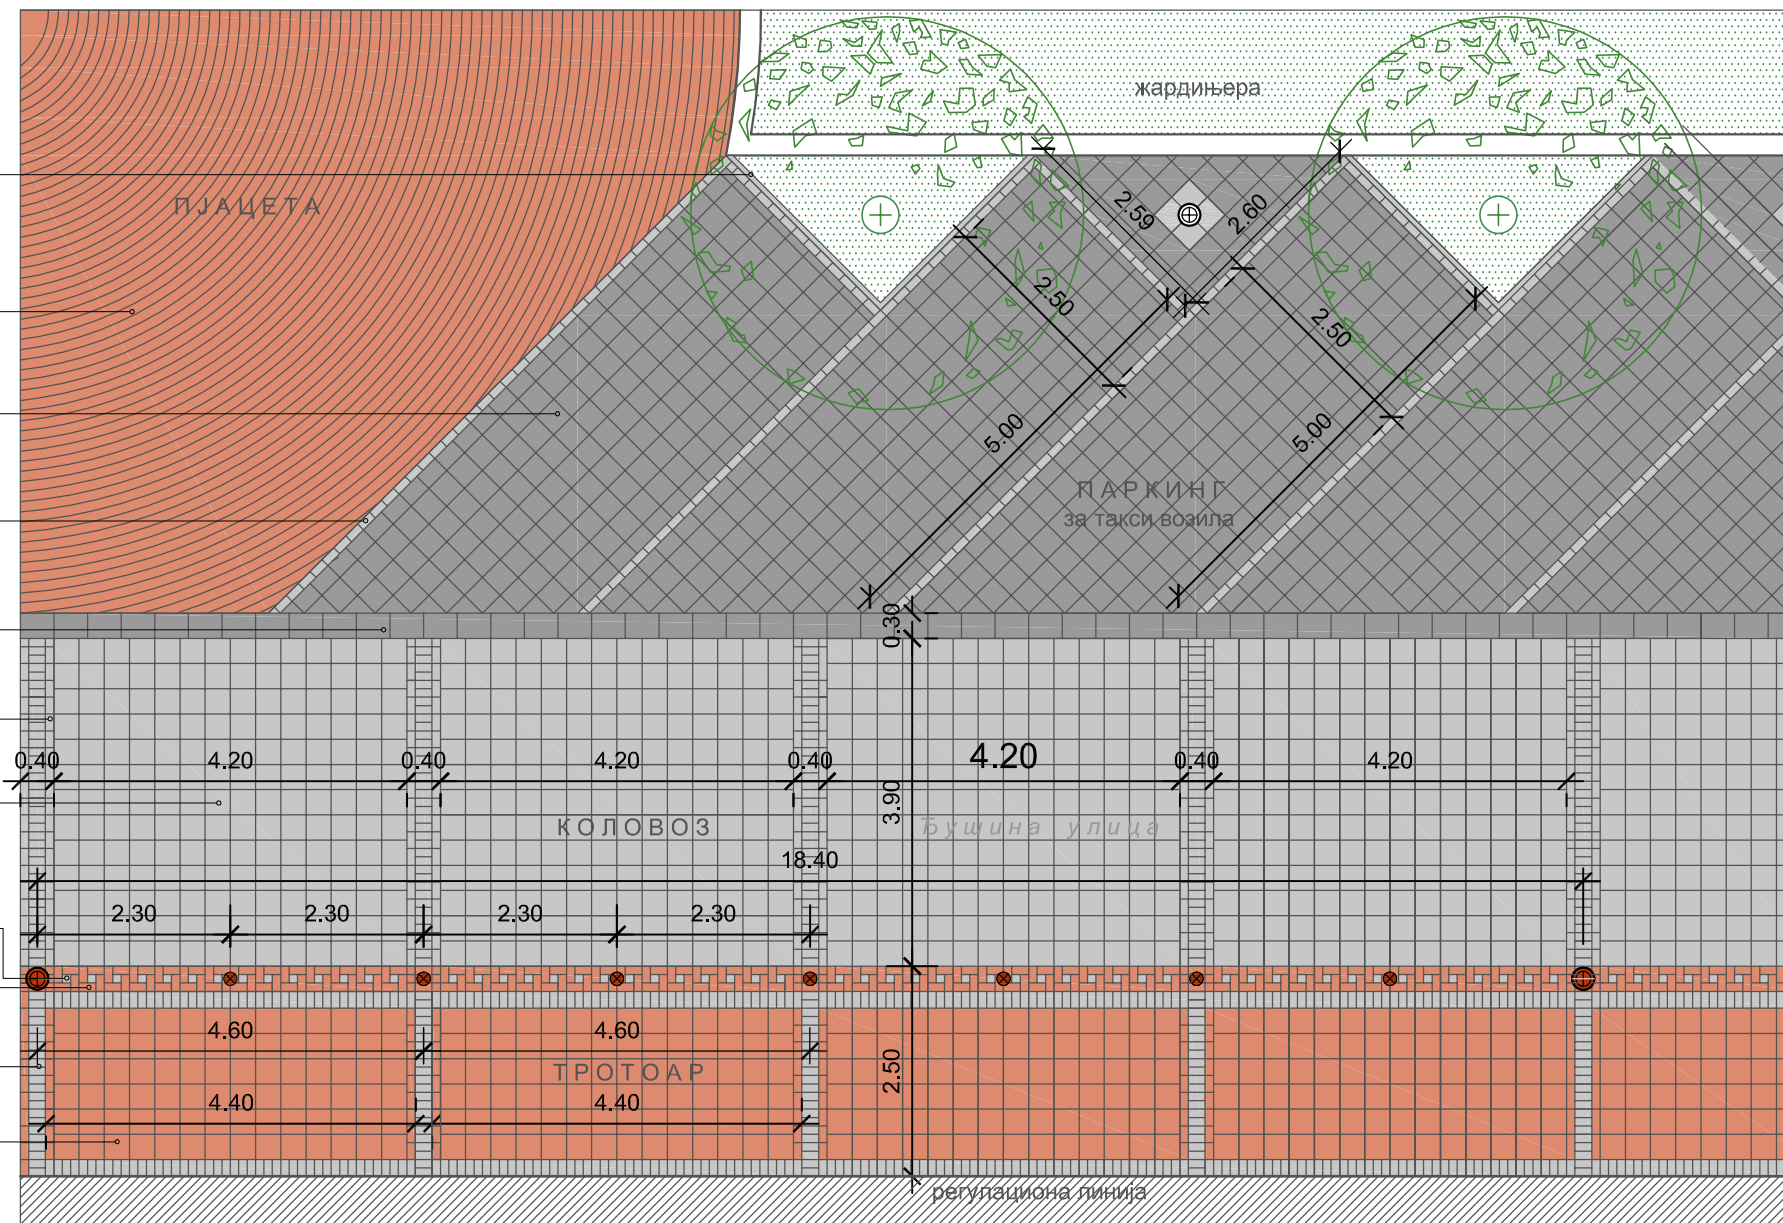 жардињера
ПЈАЦЕТА
2.59
2.60
2.50
2.50
5.00
5.00
ПАРКИНГ
за такси возила
0.30
0.40 4.20 0.40 4.20 0.40 4.20 0.40 4.20
3.90
КОЛОВОЗ
Ђушина улица
18.40
2.30 2.30 2.30 2.30
4.60 4.60
2.50
ТРОТОАР
4.40 4.40
регулациона линија